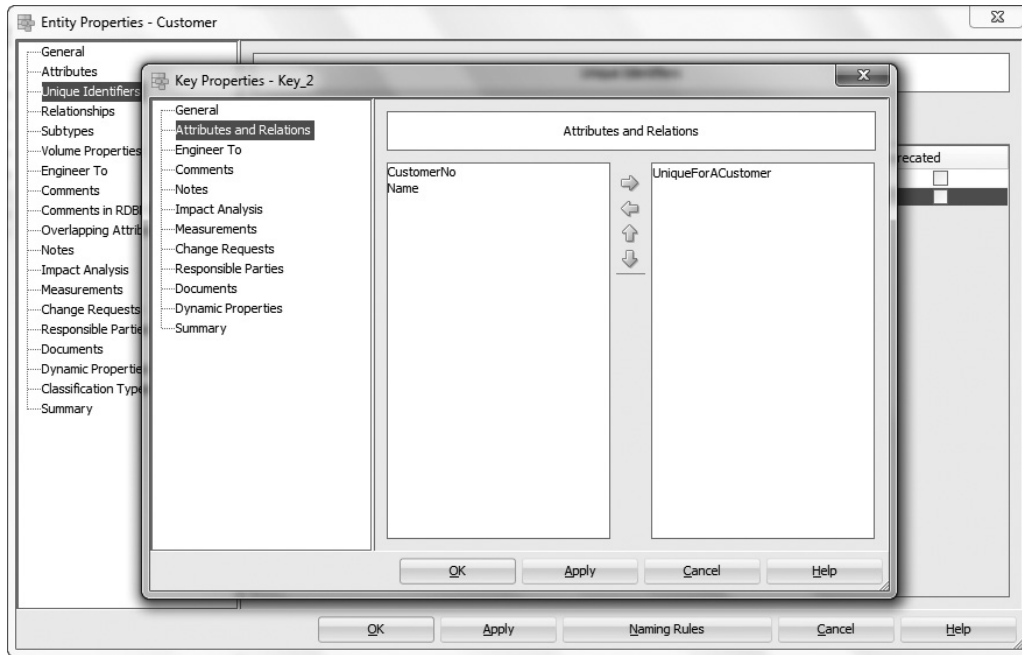 Entity Properties - Customer
General
Attributes
Unique Identifiers
Relationships
Subtypes
Volume Properties
Engineer To
Comments
Comments in RDB
Overlapping Attrib
Notes
Impact Analysis
Measurements
Change Requests
Responsible Partie
Documents
Dynamic Propertie
Classification Type
Summary
Unique Identifiers
recated
Key Properties - Key_2
General
Attributes and Relations
Engineer To
Comments
Notes
Impact Analysis
Measurements
Change Requests
Responsible Parties
Documents
Dynamic Properties
Summary
Attributes and Relations
CustomerNo
Name
UniqueForACustomer
OK Apply Cancel Help
OK Apply Naming Rules Cancel Help